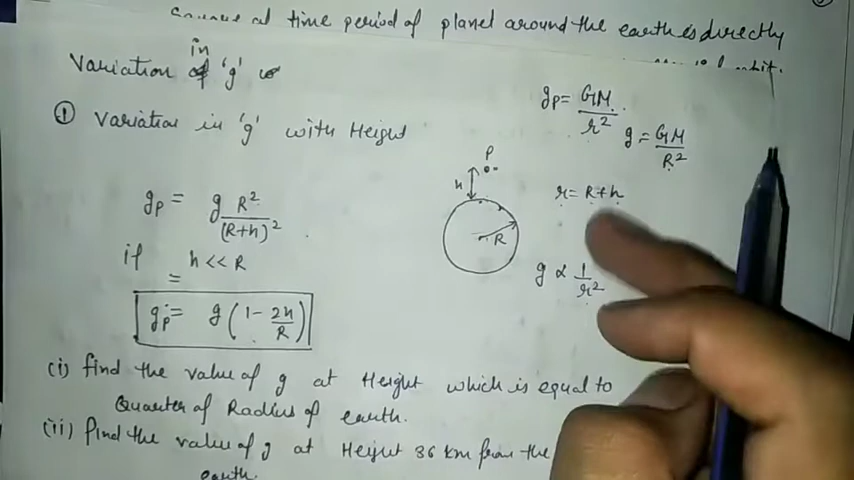 at time period of planet around the earth is directly
Variation in 'g'
① Variation in 'g' with Height
gp = GM/r²
g = GM/R²
P
h
R
r = R+h
g ∝ 1/r²
gp = g R²/(R+h)²
if h << R
gp = g(1 - 2h/R)
(i) find the value of g at Height which is equal to
Quarter of Radius of earth.
(ii) find the value of g at Height 36 km from the
earth.